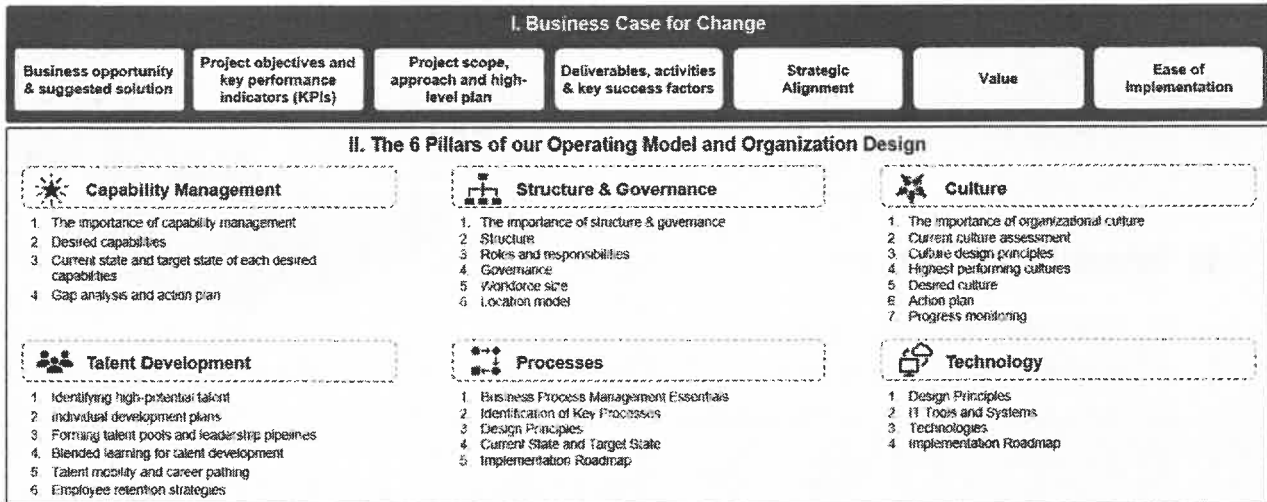 I. Business Case for Change
Business opportunity
& suggested solution
Project objectives and
key performance
indicators (KPIs)
Project scope,
approach and high-
level plan
Deliverables, activities
& key success factors
Strategic
Alignment
Value
Ease of
Implementation
II. The 6 Pillars of our Operating Model and Organization Design
Capability Management
1. The importance of capability management
2 Desired capabilities
3 Current state and target state of each desired
capabilities
4 Gap analysis and action plan
Structure & Governance
1. The importance of structure & governance
2 Structure
3 Roles and responsibilities
4. Governance
5 Workforce size
6 Location model
Culture
1. The importance of organizational culture
2 Current culture assessment
3. Culture design principles
4. Highest performing cultures
5 Desired culture
6 Action plan
7. Progress monitoring
Talent Development
1 Identifying high-potential talent
2 Individual development plans
3 Forming talent pools and leadership pipelines
4. Blended learning for talent development
5 Talent mobility and career pathing
6 Employee retention strategies
Processes
1. Business Process Management Essentials
2. Identification of Key Processes
3 Design Principles
4 Current State and Target State
5 Implementation Roadmap
Technology
1 Design Principles
2 IT Tools and Systems
3. Technologies
4 Implementation Roadmap